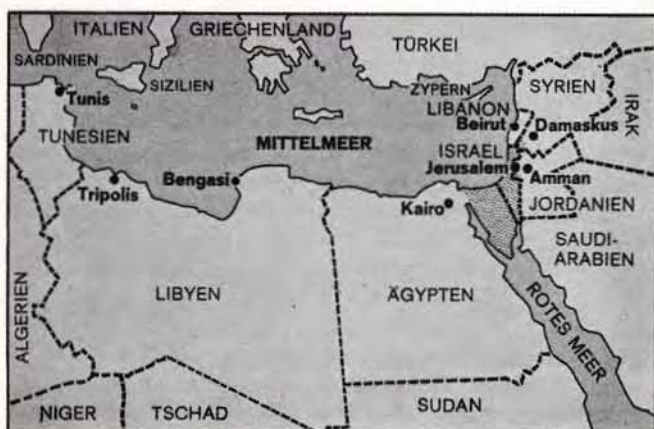 ITALIEN
GRIECHENLAND
TÜRKEI
SARDINIEN
SIZILIEN
ZYPERN
SYRIEN
IRAK
Tunis
LIBANON
Beirut
Damaskus
TUNESIEN
MITTELMEER
ISRAEL
Jerusalem
Amman
Tripolis
Bengasi
Kairo
JORDANIEN
SAUDI-
ARABIEN
ALGERIEN
LIBYEN
ÄGYPTEN
ROTES MEER
NIGER
TSCHAD
SUDAN